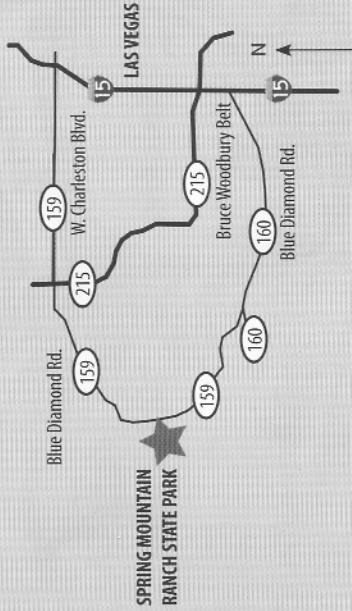 LAS VEGAS
N
15
15
159
W. Charleston Blvd.
215
215
Bruce Woodbury Belt
160
Blue Diamond Rd.
160
Blue Diamond Rd.
159
159
SPRING MOUNTAIN
RANCH STATE PARK